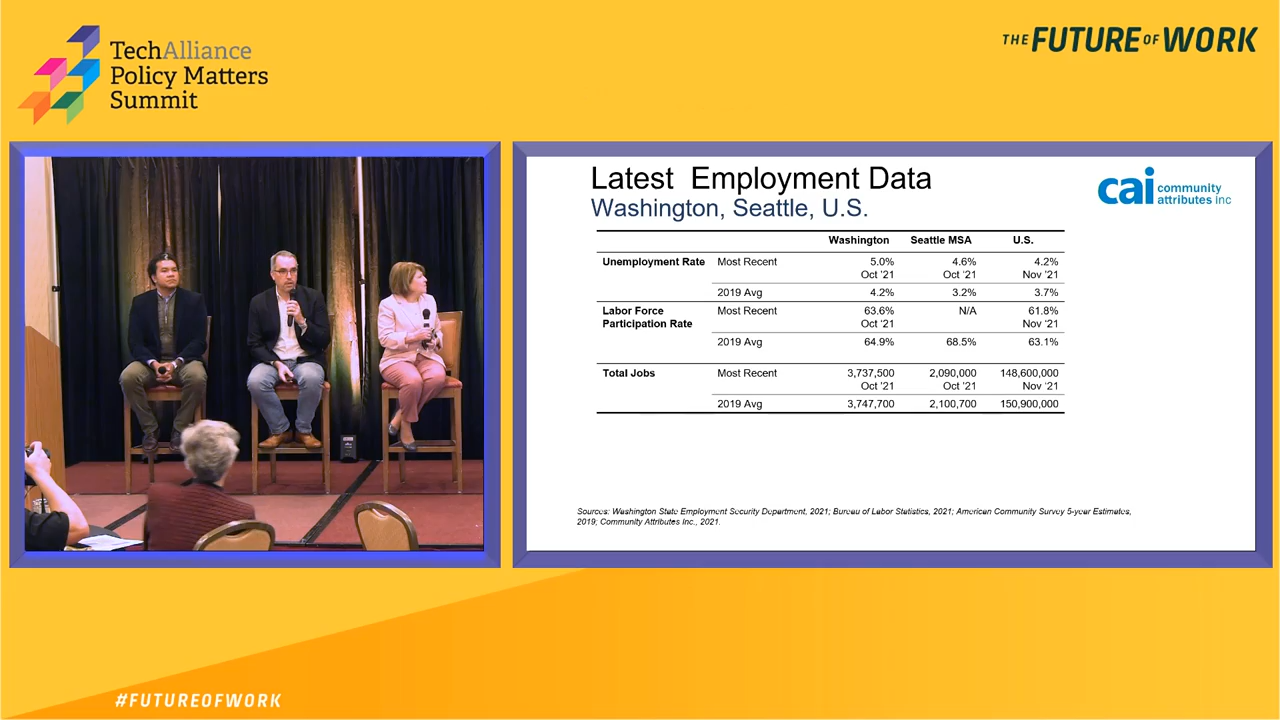 TechAlliance
Policy Matters
Summit
THE FUTURE OF WORK
Latest Employment Data
Washington, Seattle, U.S.
cai community
attributes inc
Washington Seattle MSA U.S.
Unemployment Rate Most Recent 5.0% 4.6% 4.2%
Oct '21 Oct '21 Nov '21
2019 Avg 4.2% 3.2% 3.7%
Labor Force Most Recent 63.6% N/A 61.8%
Participation Rate Oct '21 Nov '21
2019 Avg 64.9% 68.5% 63.1%
Total Jobs Most Recent 3,737,500 2,090,000 148,600,000
Oct '21 Oct '21 Nov '21
2019 Avg 3,747,700 2,100,700 150,900,000
Sources: Washington State Employment Security Department, 2021; Bureau of Labor Statistics, 2021; American Community Survey 5-year Estimates,
2019; Community Attributes Inc., 2021.
#FUTUREOFWORK